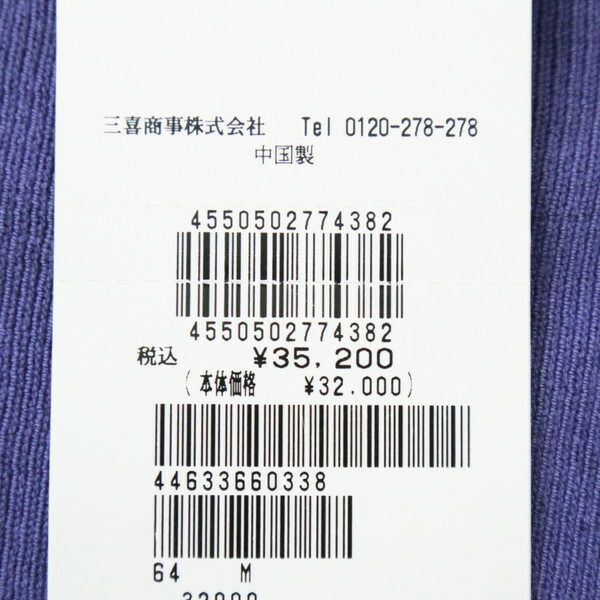 三喜商事株式会社 Tel 0120-278-278
中国製
4550502774382
4550502774382
税込 ¥35,200
(本体価格 ¥32,000)
44633660338
64 M
32000